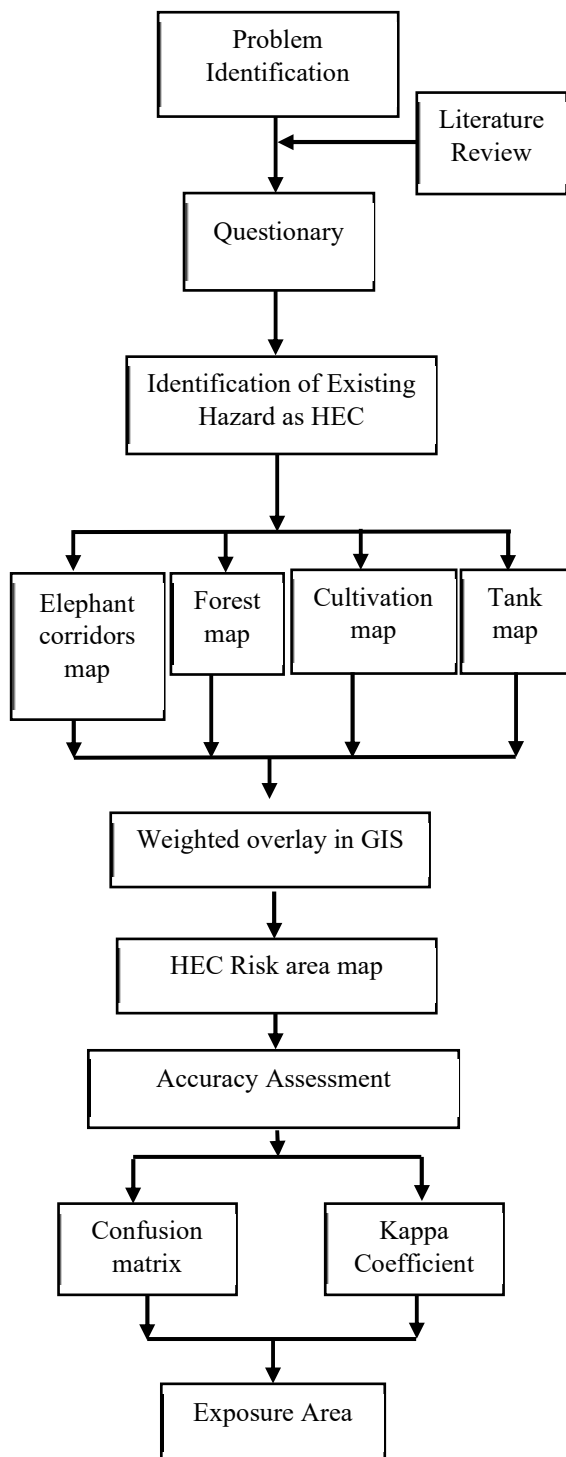 Problem
Identification
Literature
Review
Questionary
Identification of Existing
Hazard as HEC
Elephant
corridors
map
Forest
map
Cultivation
map
Tank
map
Weighted overlay in GIS
HEC Risk area map
Accuracy Assessment
Confusion
matrix
Kappa
Coefficient
Exposure Area